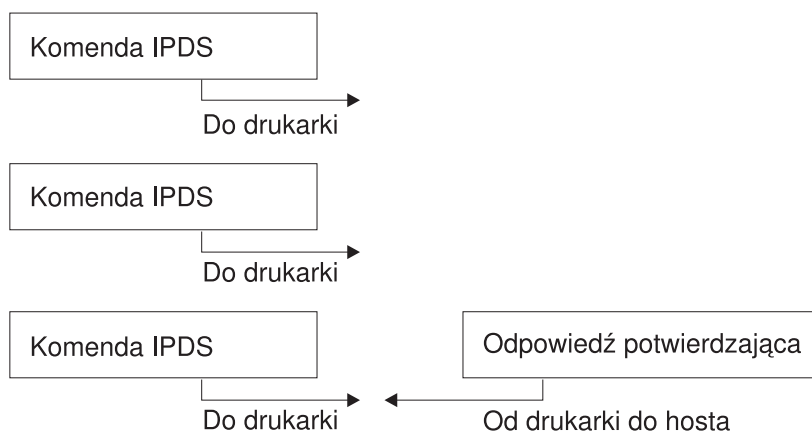 Komenda IPDS
Do drukarki
Komenda IPDS
Do drukarki
Komenda IPDS
Odpowiedź potwierdzająca
Do drukarki
Od drukarki do hosta